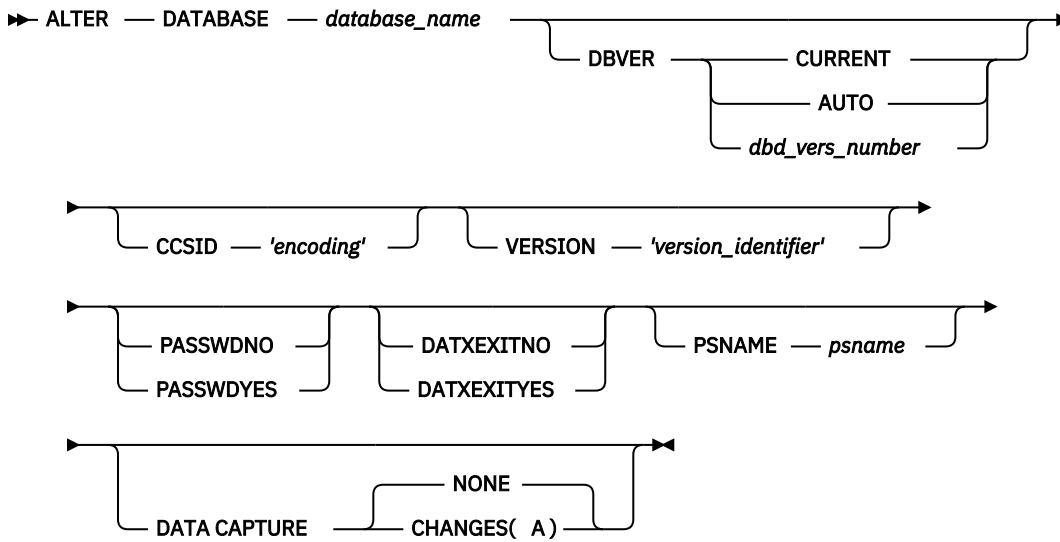 ALTER DATABASE database_name
DBVER CURRENT
AUTO
dbd_vers_number
CCSID 'encoding' VERSION 'version_identifier'
PASSWDNO DATXEXITNO PSNAME psname
PASSWDYES DATXEXITYES
NONE
DATA CAPTURE CHANGES( A )